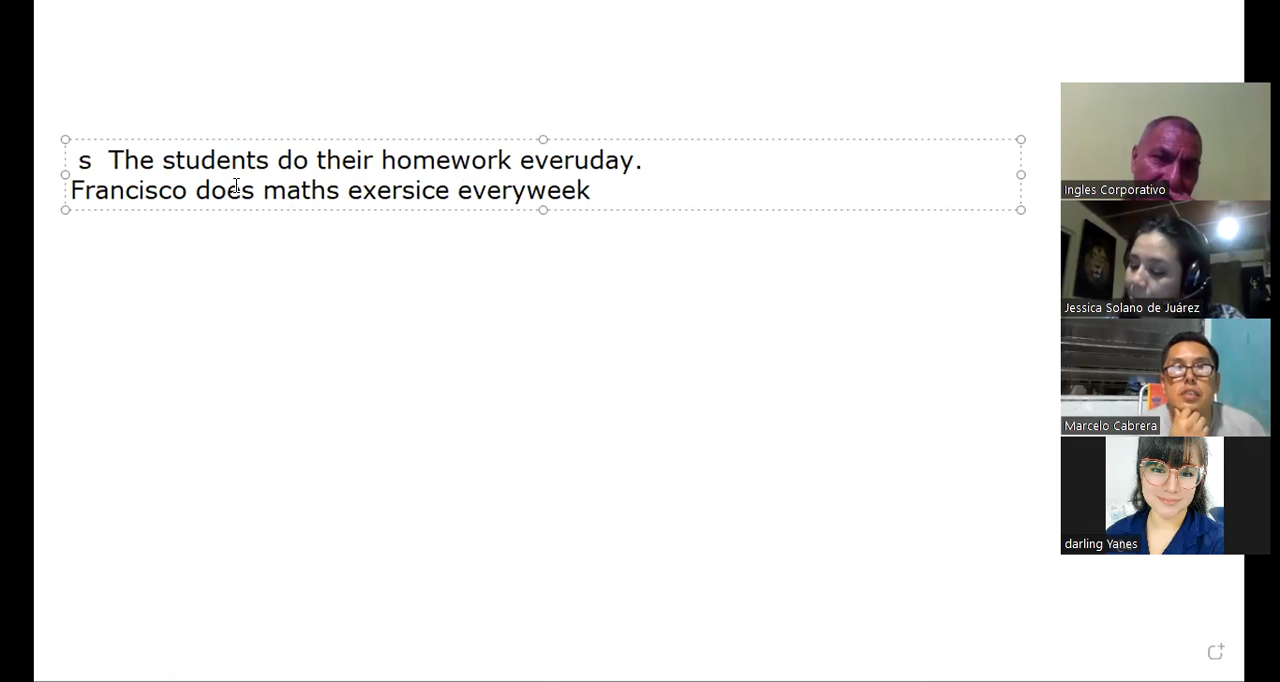 s The students do their homework everuday.
Francisco does maths exersice everyweek
Ingles Corporativo
Jessica Solano de Juárez
Marcelo Cabrera
darling Yanes